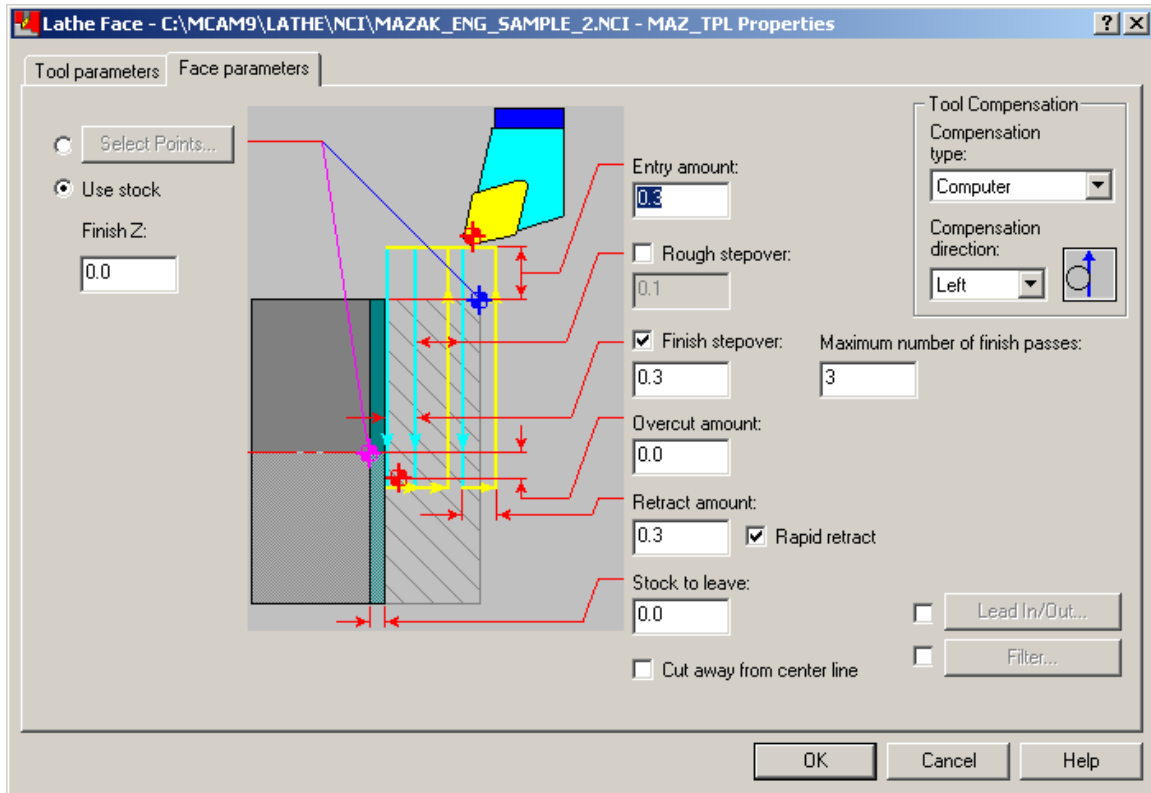 Lathe Face - C:\MCAM9\LATHE\NCI\MAZAK_ENG_SAMPLE_2.NCI - MAZ_TPL Properties
Tool parameters
Face parameters
Select Points...
Use stock
Finish Z:
0.0
Entry amount:
0.3
Rough stepover:
0.1
Finish stepover:
0.3
Maximum number of finish passes:
3
Overcut amount:
0.0
Retract amount:
0.3
Rapid retract
Stock to leave:
0.0
Cut away from center line
Tool Compensation
Compensation
type:
Computer
Compensation
direction:
Left
Lead In/Out...
Filter...
OK
Cancel
Help